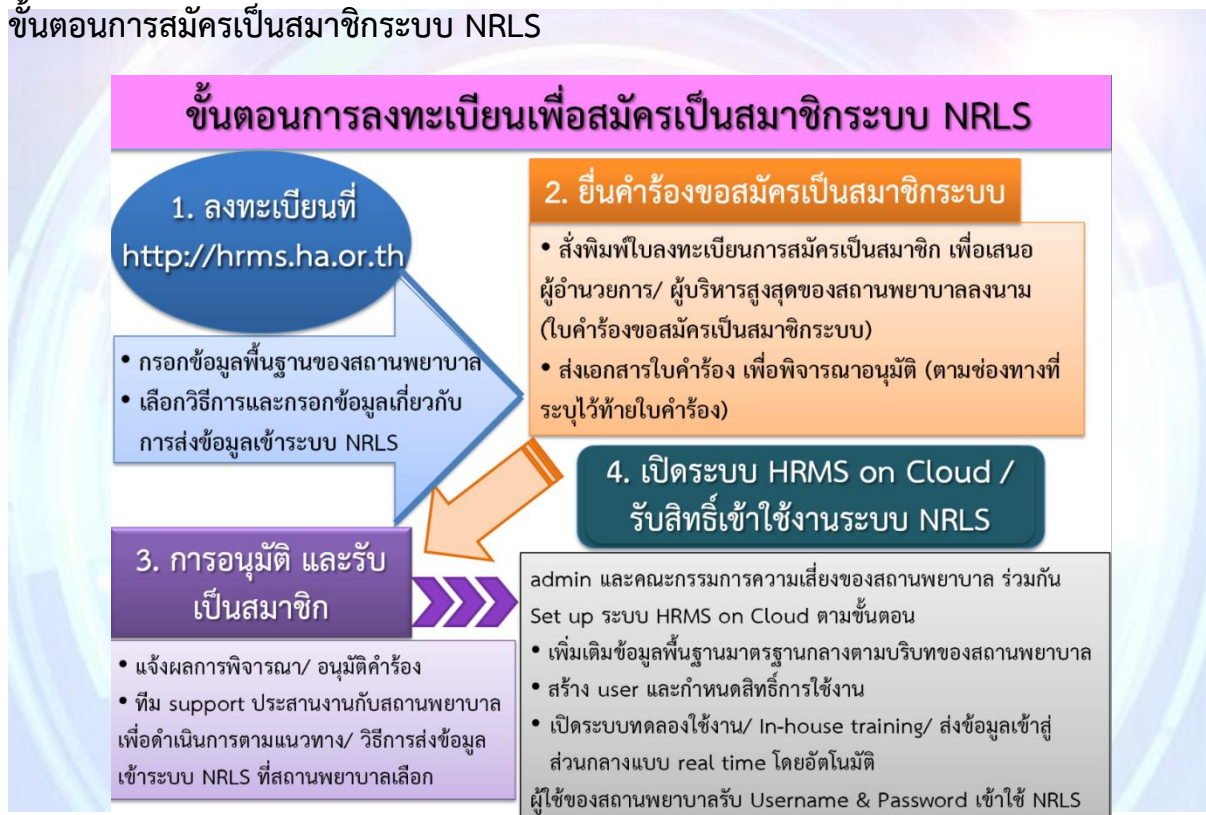 ขั้นตอนการสมัครเป็นสมาชิกระบบ NRLS
ขั้นตอนการลงทะเบียนเพื่อสมัครเป็นสมาชิกระบบ NRLS
1. ลงทะเบียนที่
http://hrms.ha.or.th
• กรอกข้อมูลพื้นฐานของสถานพยาบาล
• เลือกวิธีการและกรอกข้อมูลเกี่ยวกับ
การส่งข้อมูลเข้าระบบ NRLS
2. ยื่นคำร้องขอสมัครเป็นสมาชิกระบบ
• สั่งพิมพ์ใบลงทะเบียนการสมัครเป็นสมาชิก เพื่อเสนอ
ผู้อำนวยการ/ ผู้บริหารสูงสุดของสถานพยาบาลลงนาม
(ใบคำร้องขอสมัครเป็นสมาชิกระบบ)
• ส่งเอกสารใบคำร้อง เพื่อพิจารณาอนุมัติ (ตามช่องทางที่
ระบุไว้ท้ายใบคำร้อง)
3. การอนุมัติ และรับ
เป็นสมาชิก
• แจ้งผลการพิจารณา/ อนุมัติคำร้อง
• ทีม support ประสานงานกับสถานพยาบาล
เพื่อดำเนินการตามแนวทาง/ วิธีการส่งข้อมูล
เข้าระบบ NRLS ที่สถานพยาบาลเลือก
4. เปิดระบบ HRMS on Cloud /
รับสิทธิ์เข้าใช้งานระบบ NRLS
admin และคณะกรรมการความเสี่ยงของสถานพยาบาล ร่วมกัน
Set up ระบบ HRMS on Cloud ตามขั้นตอน
• เพิ่มเติมข้อมูลพื้นฐานมาตรฐานกลางตามบริบทของสถานพยาบาล
• สร้าง user และกำหนดสิทธิ์การใช้งาน
• เปิดระบบทดลองใช้งาน/ In-house training/ ส่งข้อมูลเข้าสู่
ส่วนกลางแบบ real time โดยอัตโนมัติ
ผู้ใช้ของสถานพยาบาลรับ Username & Password เข้าใช้ NRLS